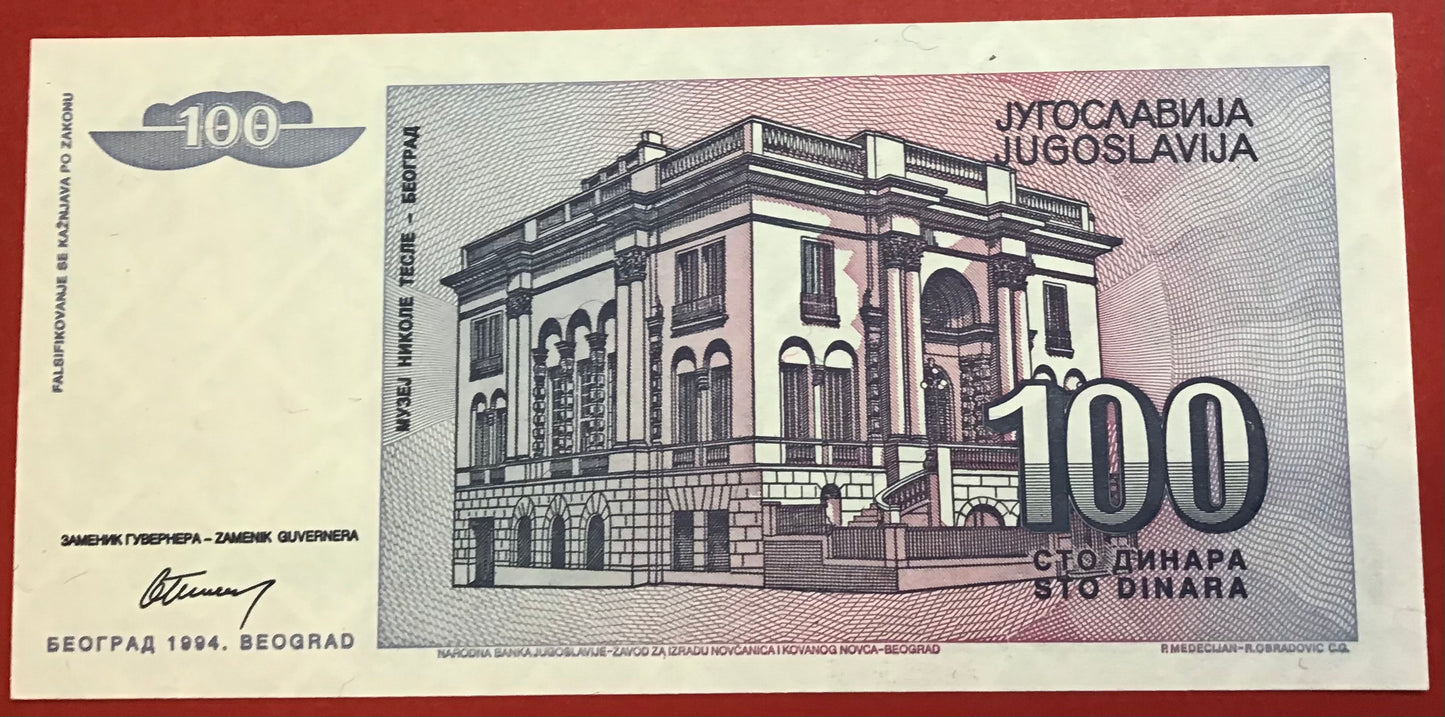 FALSIFIKOVANJE SE KAŽNJAVA PO ZAKONU
100
ЗАМЕНИК ГУВЕРНЕРА – ZAMENIK GUVERNERA
БЕОГРАД 1994. BEOGRAD
МУЗЕЈ НИКОЛЕ ТЕСЛЕ – БЕОГРАД
ЈУГОСЛАВИЈА
JUGOSLAVIJA
100
СТО ДИНАРА
STO DINARA
NARODNA BANKA JUGOSLAVIJE–ZAVOD ZA IZRADU NOVČANICA I KOVANOG NOVCA–BEOGRAD
P. MEDECIJAN–R. OBRADOVIC C.G.